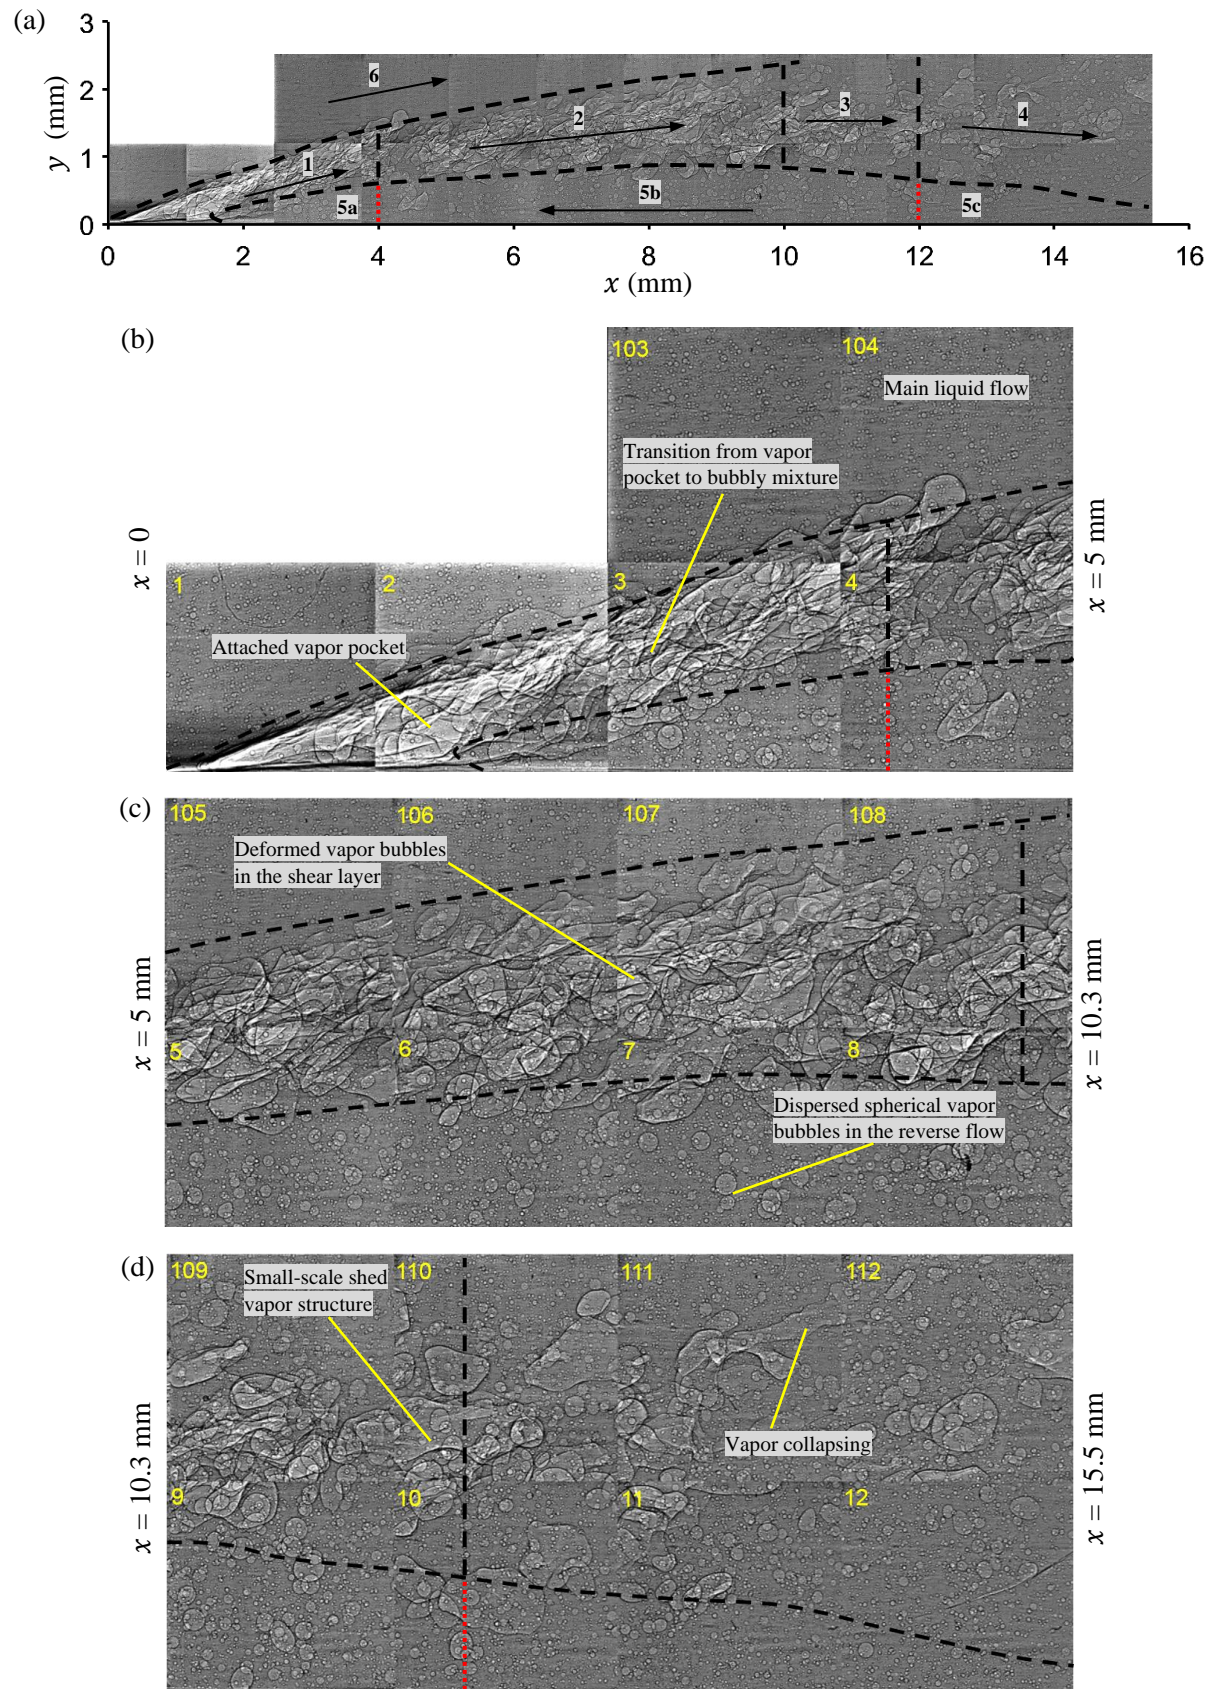 (a)
3
2
1
0
y (mm)
6
2
3
4
1
5a
5b
5c
0
2
4
6
8
10
12
14
16
x (mm)
(b)
103
104
Main liquid flow
Transition from vapor
pocket to bubbly mixture
x = 0
x = 5 mm
1
2
3
4
Attached vapor pocket
(c)
105
106
107
108
Deformed vapor bubbles
in the shear layer
x = 5 mm
x = 10.3 mm
5
6
7
8
Dispersed spherical vapor
bubbles in the reverse flow
(d)
109
110
111
112
Small-scale shed
vapor structure
Vapor collapsing
x = 10.3 mm
x = 15.5 mm
9
10
11
12